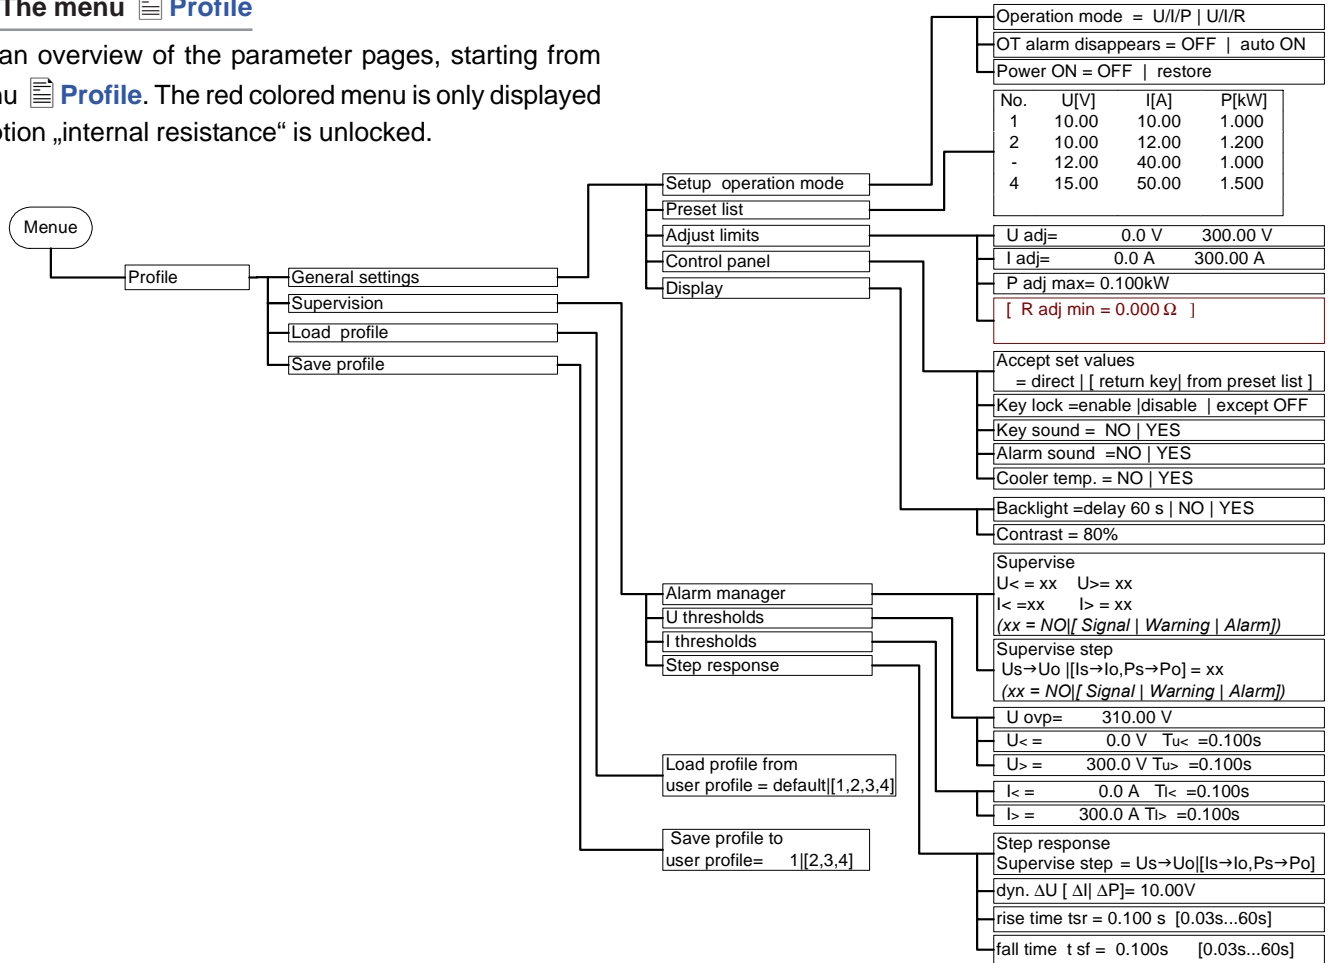 The menu Profile
an overview of the parameter pages, starting from
Profile. The red colored menu is only displayed
„internal resistance“ is unlocked.
Menue
Profile
General settings
Supervision
Load profile
Save profile
Setup operation mode
Preset list
Adjust limits
Control panel
Display
Operation mode = U/I/P | U/I/R
OT alarm disappears = OFF | auto ON
Power ON = OFF | restore
No. U[V] I[A] P[kW]
1 10.00 10.00 1.000
2 10.00 12.00 1.200
- 12.00 40.00 1.000
4 15.00 50.00 1.500
U adj= 0.0 V 300.00 V
I adj= 0.0 A 300.00 A
P adj max= 0.100kW
[ R adj min = 0.000 Ω ]
Accept set values
= direct | [ return key| from preset list ]
Key lock =enable |disable | except OFF
Key sound = NO | YES
Alarm sound =NO | YES
Cooler temp. = NO | YES
Backlight =delay 60 s | NO | YES
Contrast = 80%
Alarm manager
U thresholds
I thresholds
Step response
Supervise
U< = xx U>= xx
I< =xx I> = xx
(xx = NO|[ Signal | Warning | Alarm])
Supervise step
Us→Uo |[Is→Io,Ps→Po] = xx
(xx = NO|[ Signal | Warning | Alarm])
U ovp= 310.00 V
U< = 0.0 V Tu< =0.100s
U> = 300.0 V Tu> =0.100s
I< = 0.0 A TI< =0.100s
I> = 300.0 A TI> =0.100s
Load profile from
user profile = default|[1,2,3,4]
Save profile to
user profile= 1|[2,3,4]
Step response
Supervise step = Us→Uo|[Is→Io,Ps→Po]
dyn. ΔU [ ΔI| ΔP]= 10.00V
rise time tsr = 0.100 s [0.03s...60s]
fall time t sf = 0.100s [0.03s...60s]